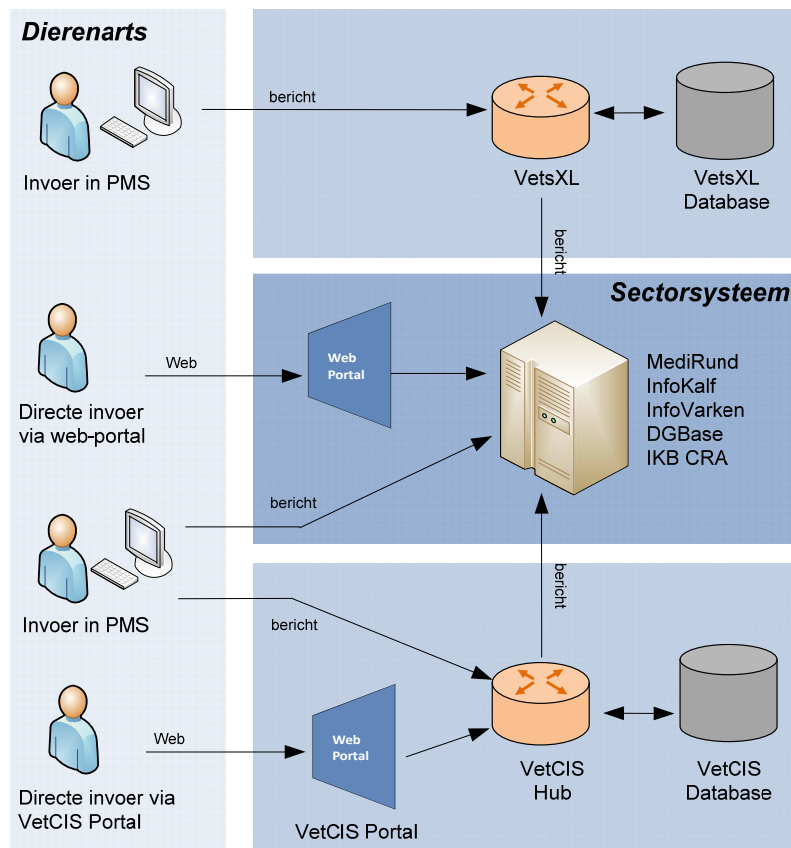 Dierenarts
Invoer in PMS
bericht
VetsXL
VetsXL
Database
bericht
Sectorsysteem
Directe invoer
via web-portal
Web
Web
Portal
MediRund
InfoKalf
InfoVarken
DGBase
IKB CRA
bericht
Invoer in PMS
bericht
bericht
Directe invoer via
VetCIS Portal
Web
Web
Portal
VetCIS Portal
VetCIS
Hub
VetCIS
Database